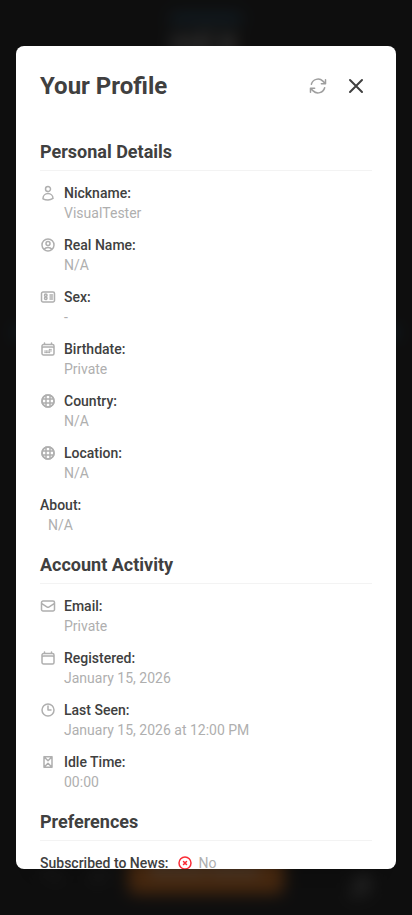 Your Profile
Personal Details
Nickname:
VisualTester
Real Name:
N/A
Sex:
-
Birthdate:
Private
Country:
N/A
Location:
N/A
About:
N/A
Account Activity
Email:
Private
Registered:
January 15, 2026
Last Seen:
January 15, 2026 at 12:00 PM
Idle Time:
00:00
Preferences
Subscribed to News: No